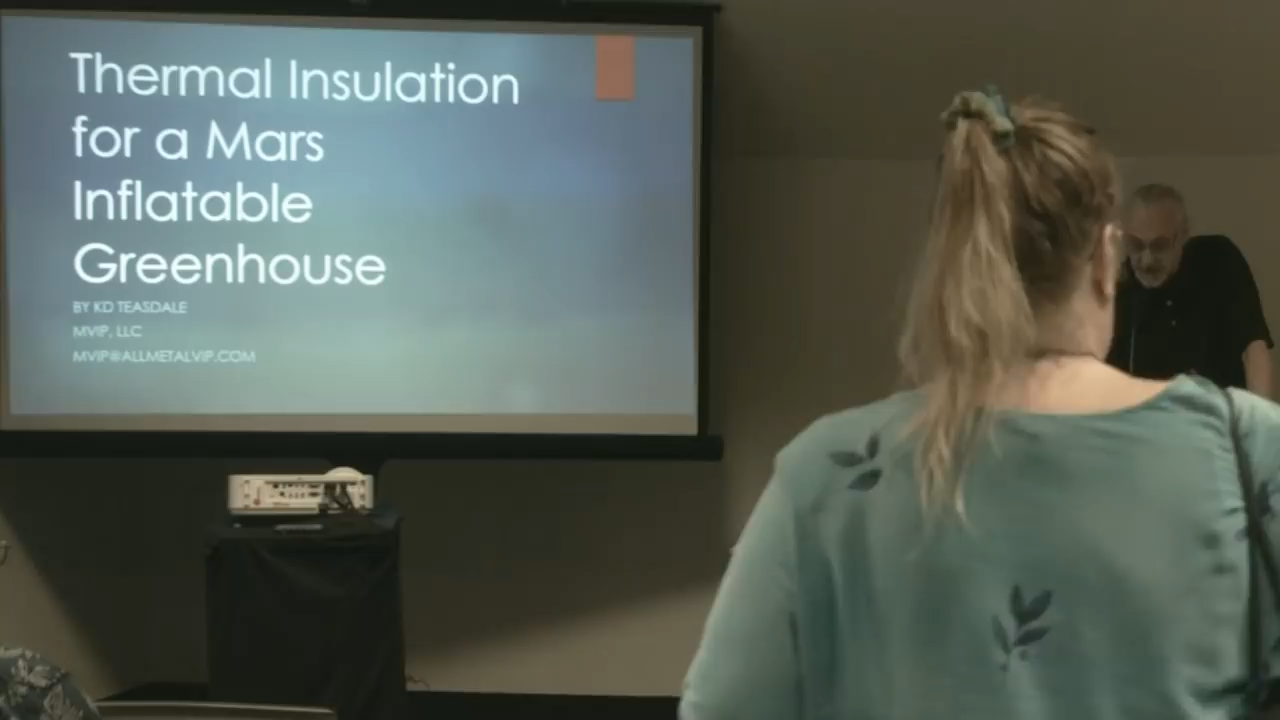 Thermal Insulation
for a Mars
Inflatable
Greenhouse
BY KD TEASDALE
MVIP, LLC
MVIP@ALLMETALVIP.COM